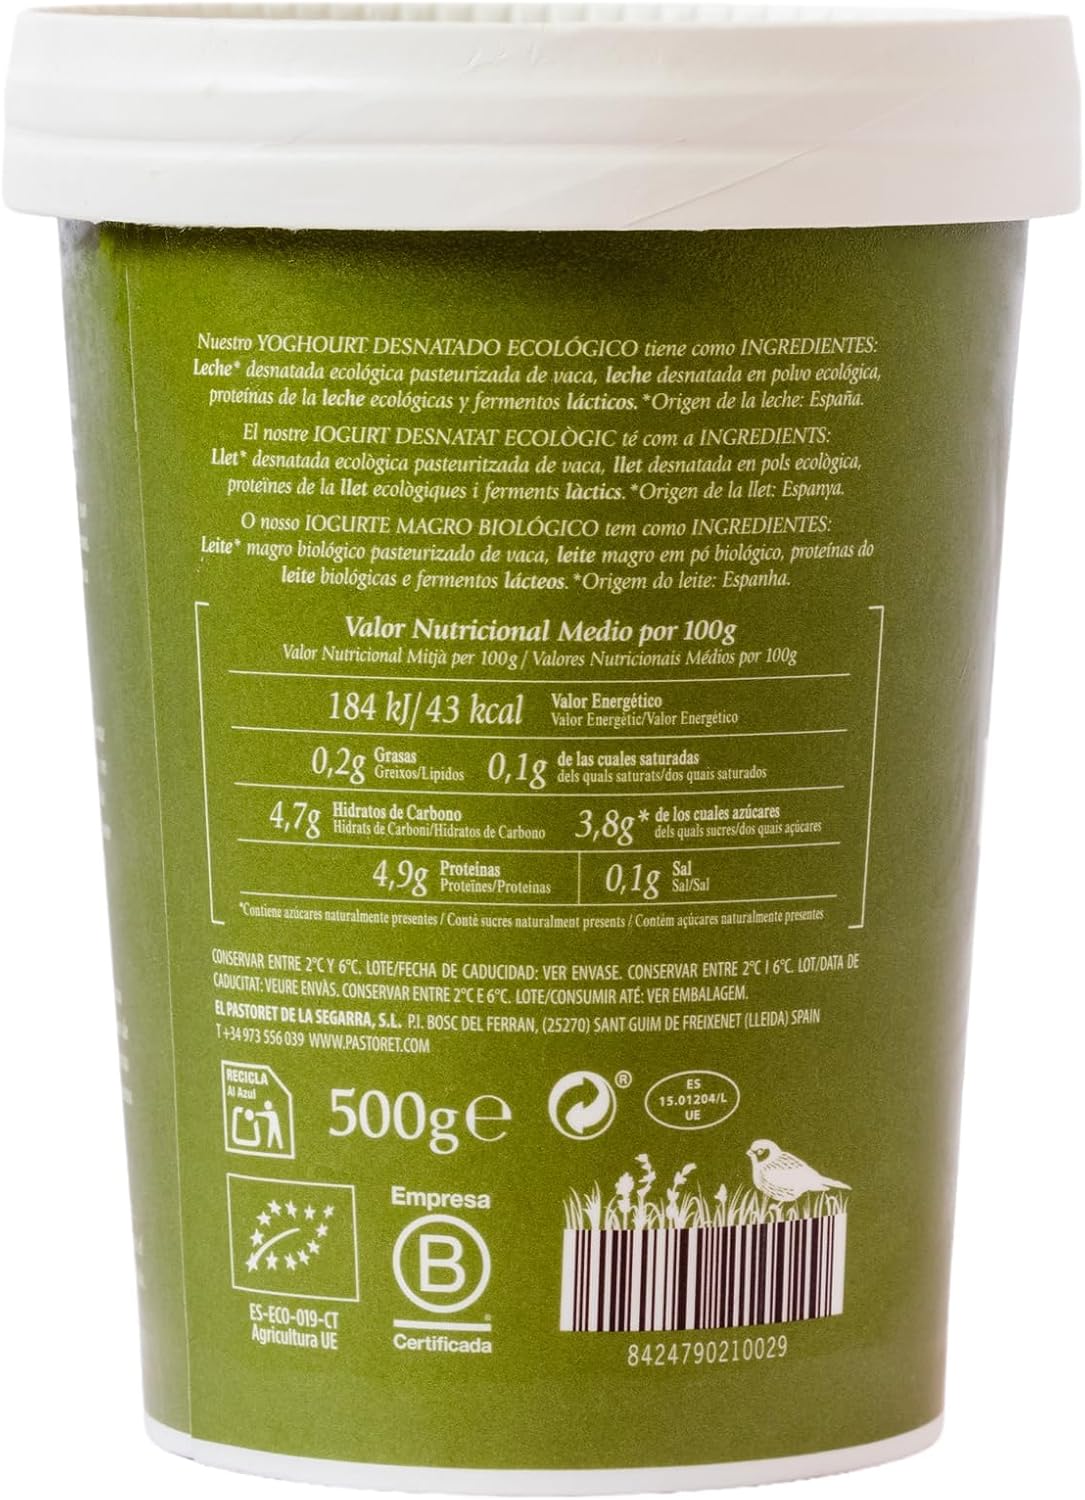 Nuestro YOGHOURT DESNATADO ECOLÓGICO tiene como INGREDIENTES:
Leche* desnatada ecológica pasteurizada de vaca, leche desnatada en polvo ecológica,
proteínas de la leche ecológicas y fermentos lácticos. *Origen de la leche: España.
El nostre IOGURT DESNATAT ECOLÒGIC té com a INGREDIENTS:
Llet* desnatada ecològica pasteuritzada de vaca, llet desnatada en pols ecològica,
proteïnes de la llet ecològiques i ferments làctics. *Origen de la llet: Espanya.
O nosso IOGURTE MAGRO BIOLÓGICO tem como INGREDIENTES:
Leite* magro biológico pasteurizado de vaca, leite magro em pó biológico, proteínas do
leite biológicas e fermentos lácteos. *Origem do leite: Espanha.
Valor Nutricional Medio por 100g
Valor Nutricional Mitjà per 100g / Valores Nutricionais Médios por 100g
184 kJ/43 kcal Valor Energético
Valor Energètic/Valor Energético
0,2g Grasas
Greixos/Lipidos
0,1g de las cuales saturadas
dels quals saturats/dos quais saturados
4,7g Hidratos de Carbono
Hidrats de Carboni/Hidratos de Carbono
3,8g* de los cuales azúcares
dels quals sucres/dos quais açúcares
4,9g Proteínas
Proteïnes/Proteinas
0,1g Sal
Sal/Sal
*Contiene azúcares naturalmente presentes / Conté sucres naturalment presents / Contém açúcares naturalmente presentes
CONSERVAR ENTRE 2°C Y 6°C. LOTE/FECHA DE CADUCIDAD: VER ENVASE. CONSERVAR ENTRE 2°C I 6°C. LOT/DATA DE
CADUCITAT: VEURE ENVÀS. CONSERVAR ENTRE 2°C E 6°C. LOTE/CONSUMIR ATÉ: VER EMBALAGEM.
EL PASTORET DE LA SEGARRA, S.L. P.I. BOSC DEL FERRAN, (25270) SANT GUIM DE FREIXENET (LLEIDA) SPAIN
T +34 973 556 039 WWW.PASTORET.COM
RECICLA
Al Azul
500g e
®
ES
15.01204/L
UE
ES-ECO-019-CT
Agricultura UE
Empresa
B
®
Certificada
8424790210029